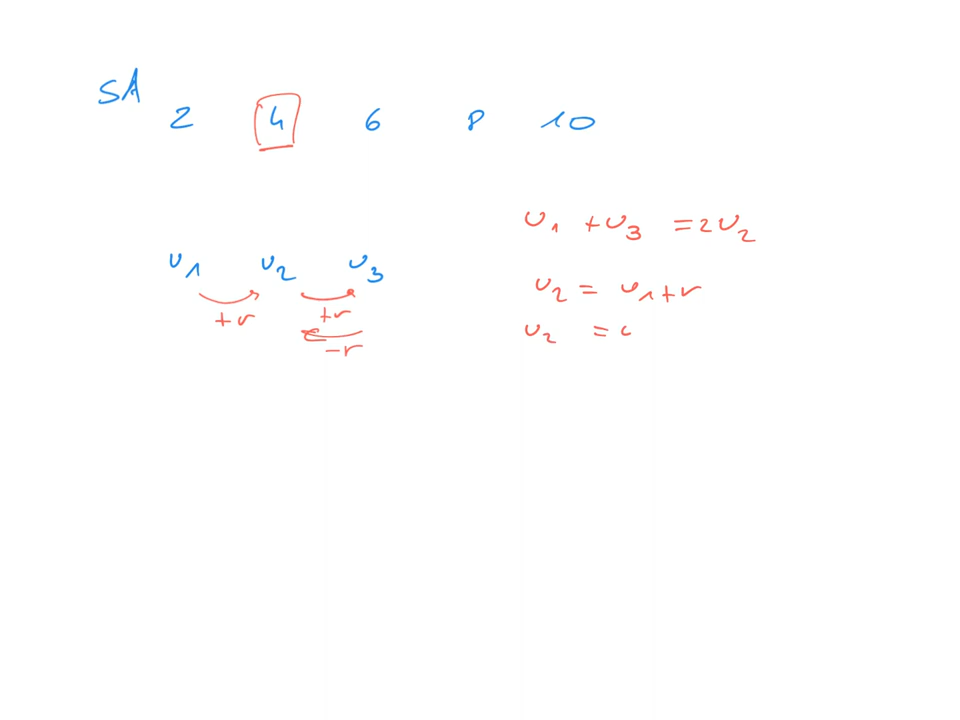 SA
2 4 6 8 10
u₁ + u₃ = 2u₂
u₁ u₂ u₃
u₂ = u₁ + r
+r +r
u₂ =
-r